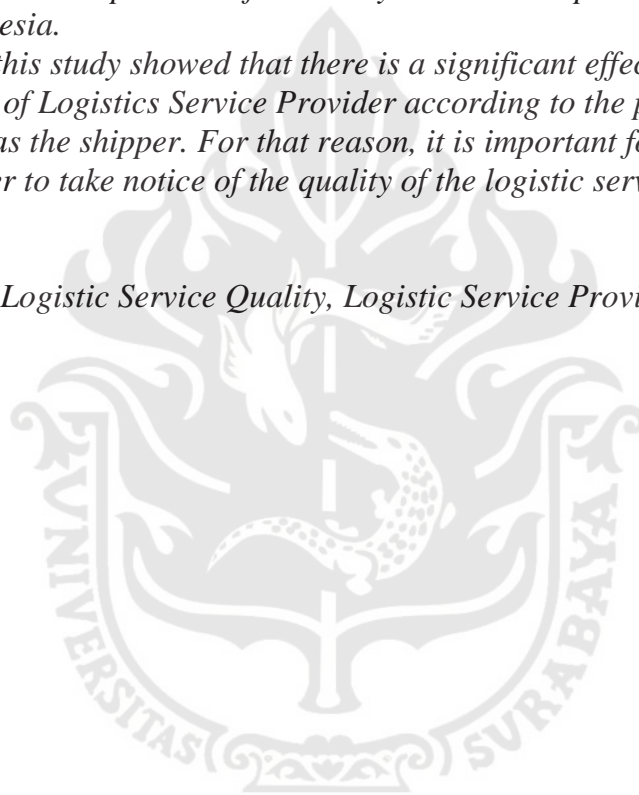 esia.
this study showed that there is a significant effec
of Logistics Service Provider according to the p
as the shipper. For that reason, it is important fo
er to take notice of the quality of the logistic serv
Logistic Service Quality, Logistic Service Provi
UNIVERSITAS SURABAYA